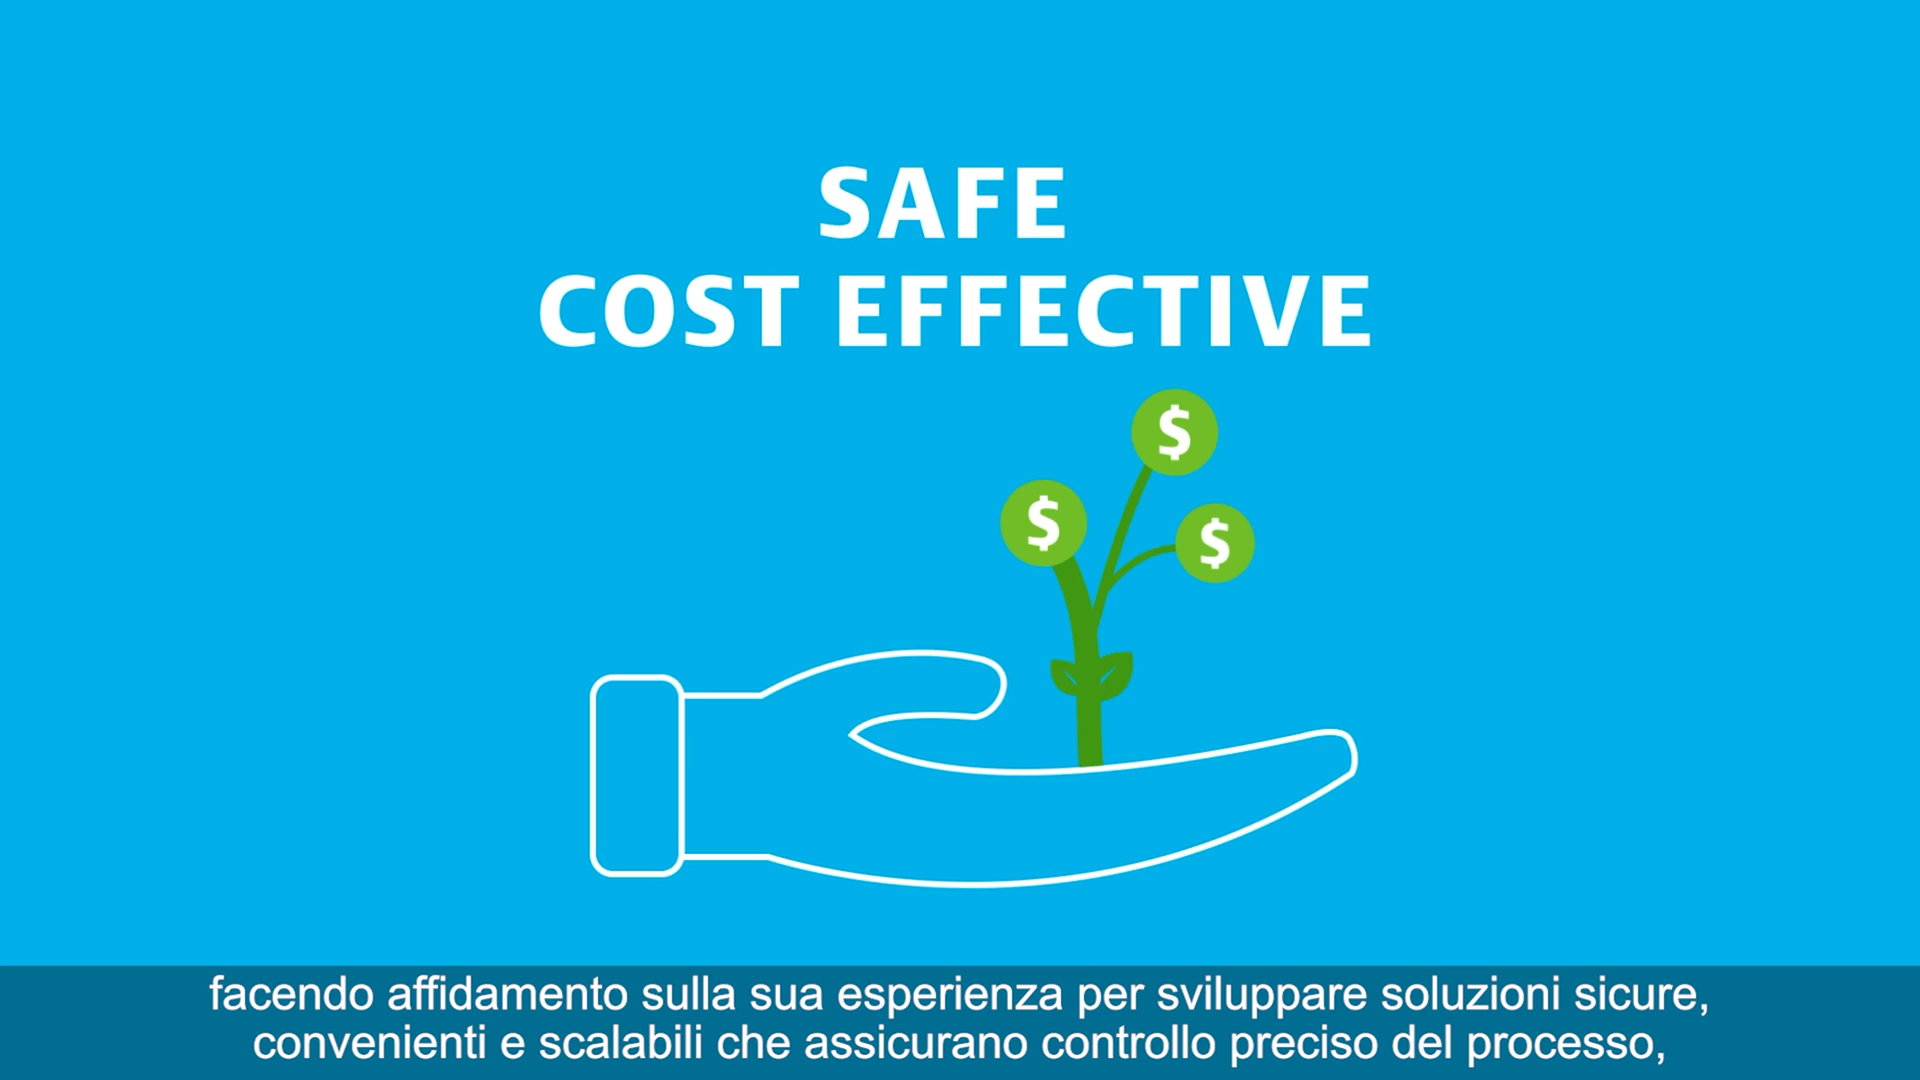 SAFE
COST EFFECTIVE
$
$
$
facendo affidamento sulla sua esperienza per sviluppare soluzioni sicure,
convenienti e scalabili che assicurano controllo preciso del processo,